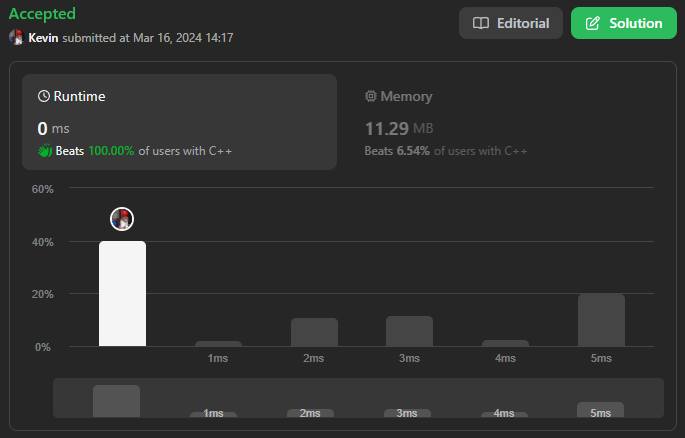 Accepted
Editorial
Solution
Kevin submitted at Mar 16, 2024 14:17
Runtime
0 ms
Beats 100.00% of users with C++
Memory
11.29 MB
Beats 6.54% of users with C++
60%
40%
20%
0%
1ms 2ms 3ms 4ms 5ms
1ms 2ms 3ms 4ms 5ms